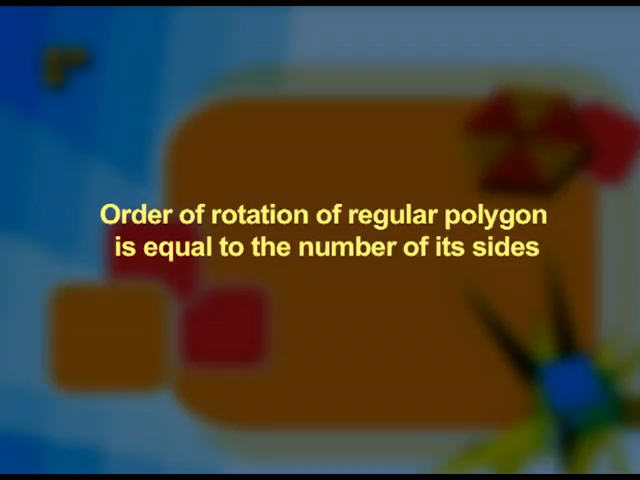 Order of rotation of regular polygon
is equal to the number of its sides